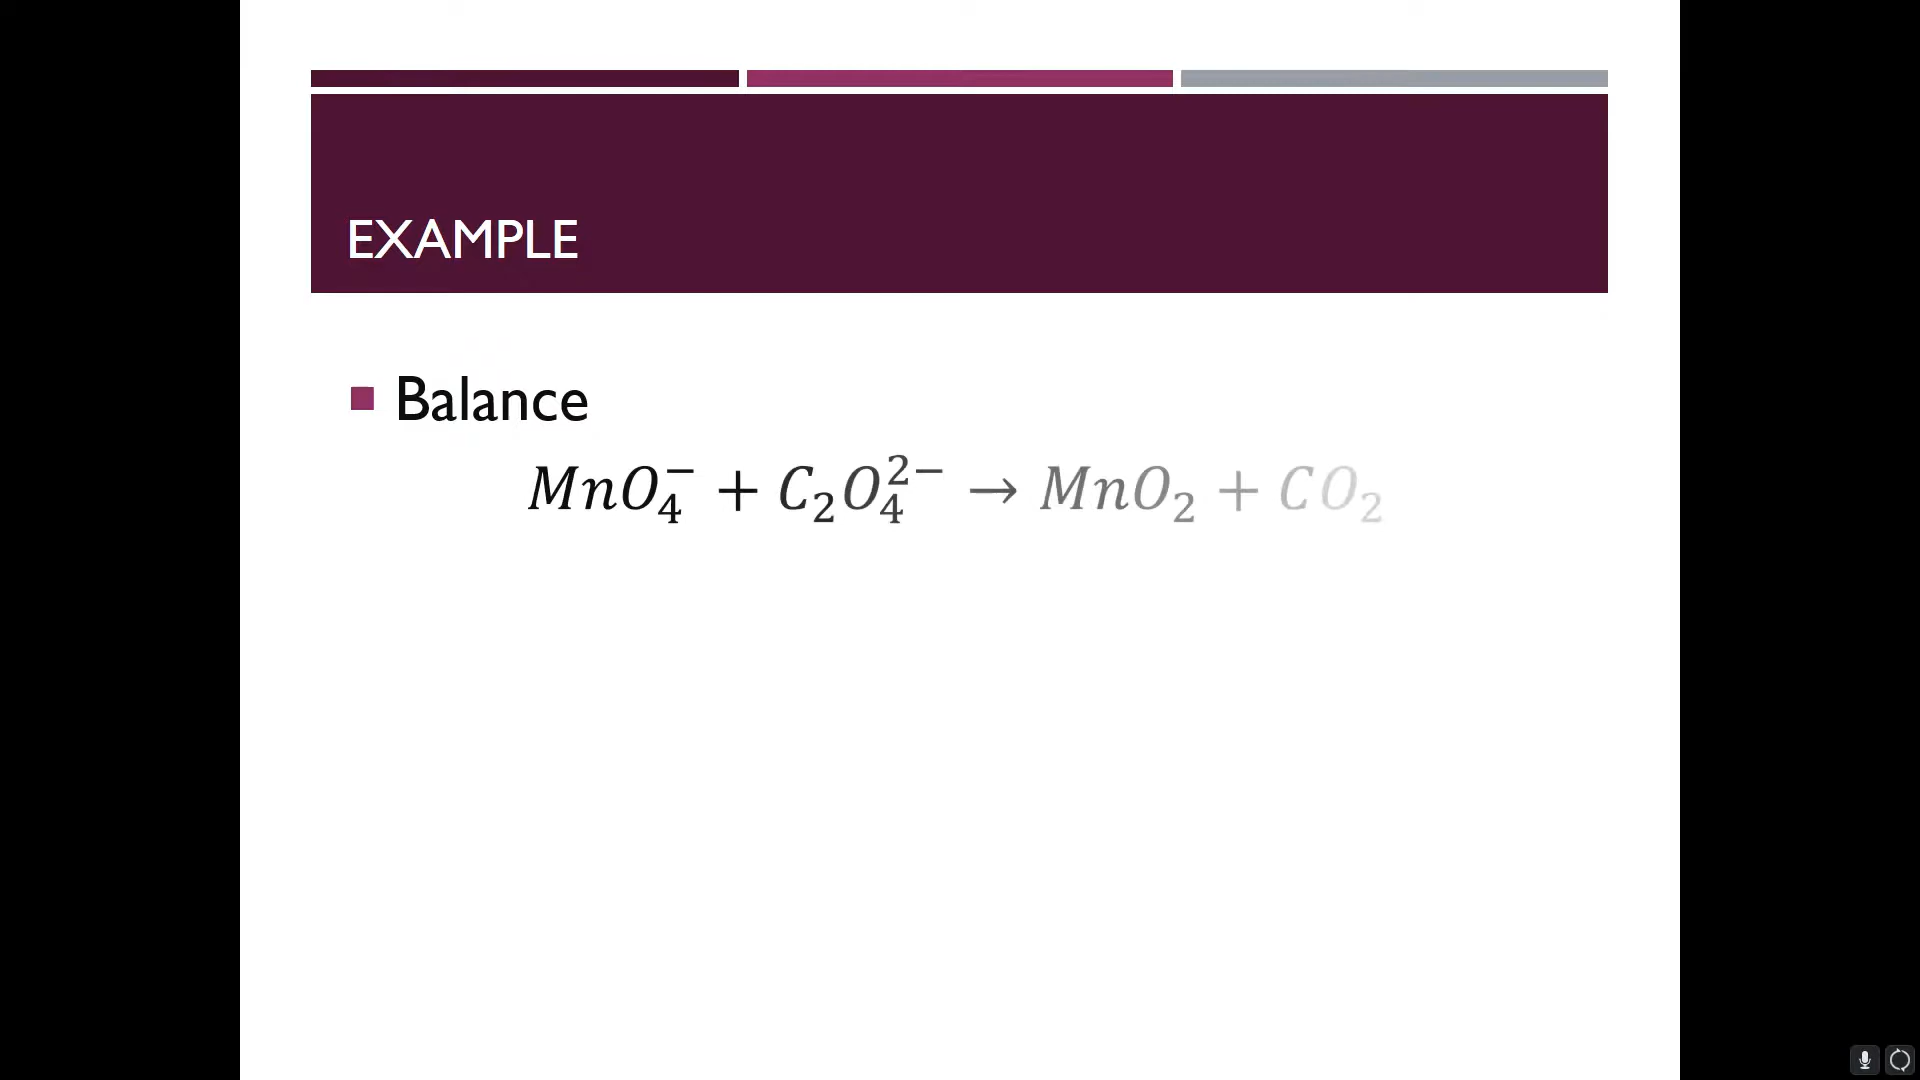 EXAMPLE
Balance
MnO₄⁻ + C₂O₄²⁻ → MnO₂ + CO₂